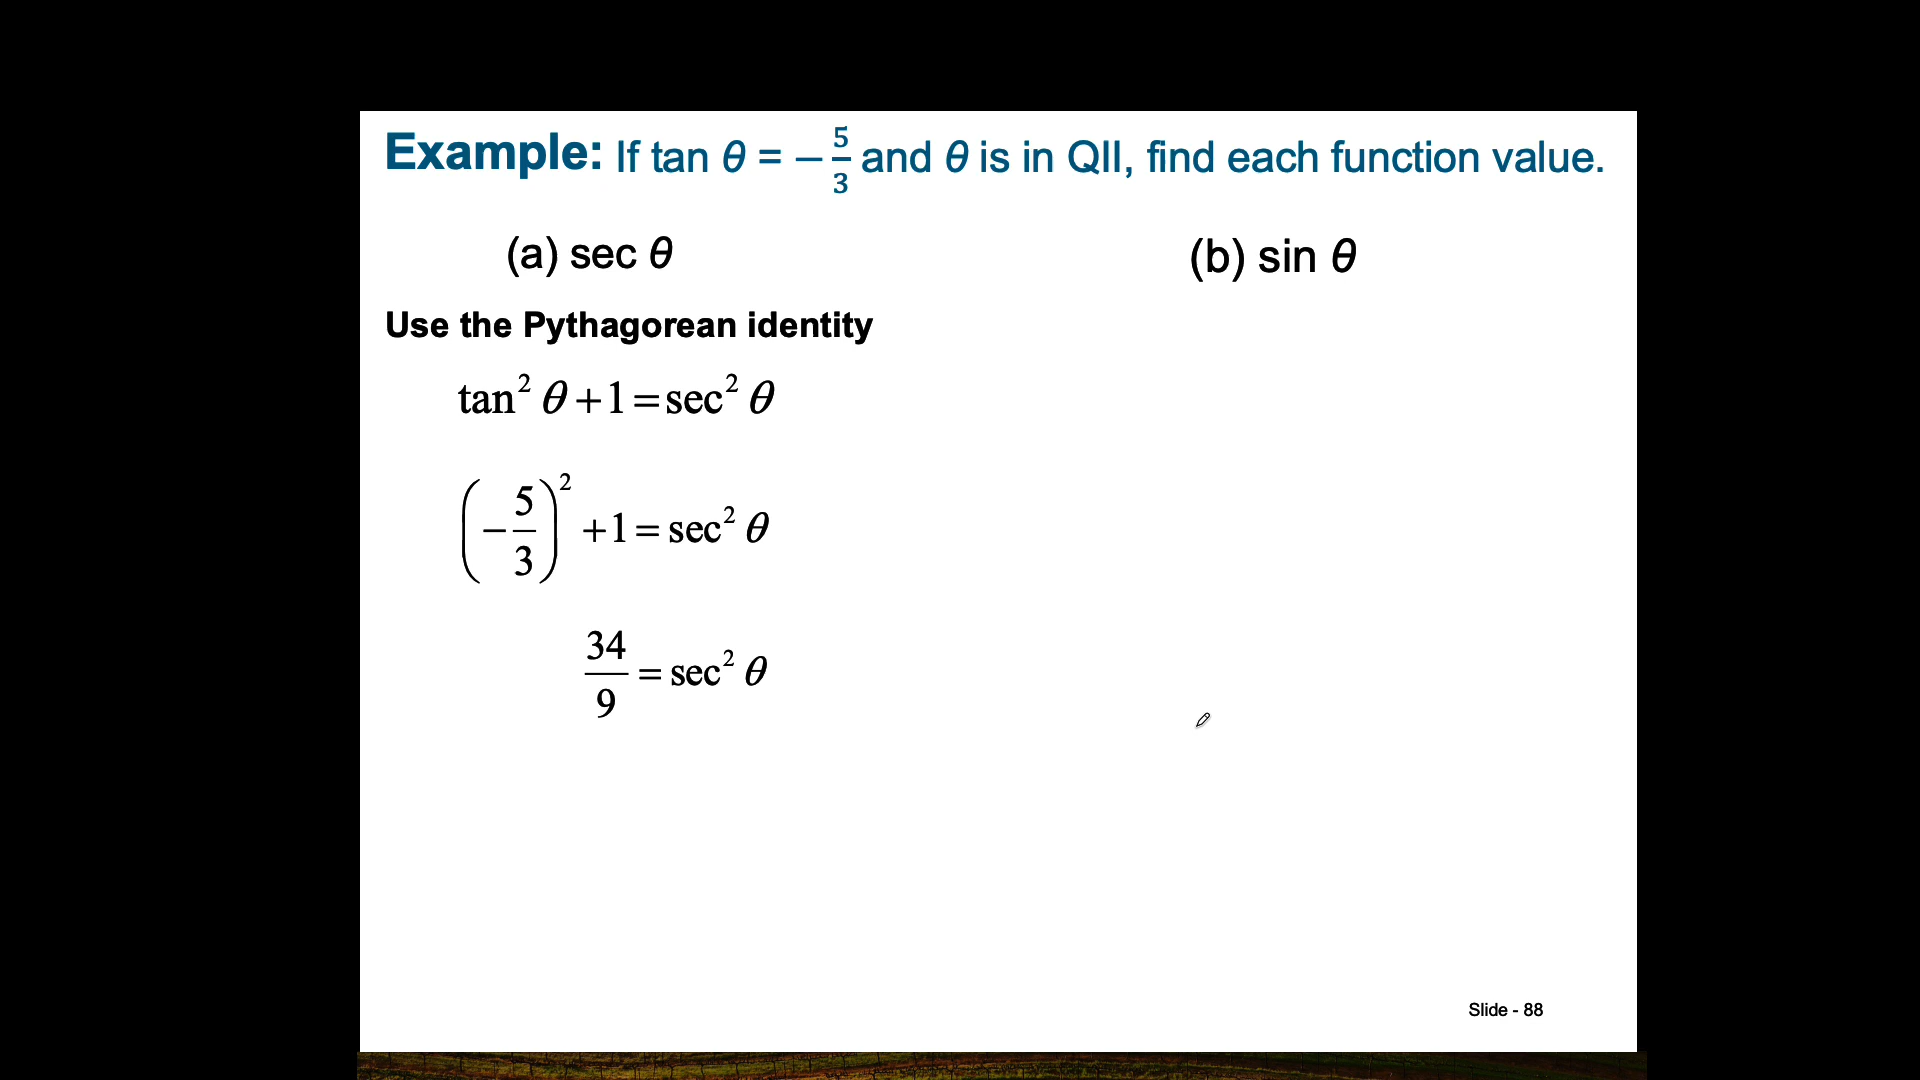 Example: If tan θ = −5/3 and θ is in QII, find each function value.
(a) sec θ
(b) sin θ
Use the Pythagorean identity
tan² θ + 1 = sec² θ
(−5/3)² + 1 = sec² θ
34/9 = sec² θ
Slide - 88